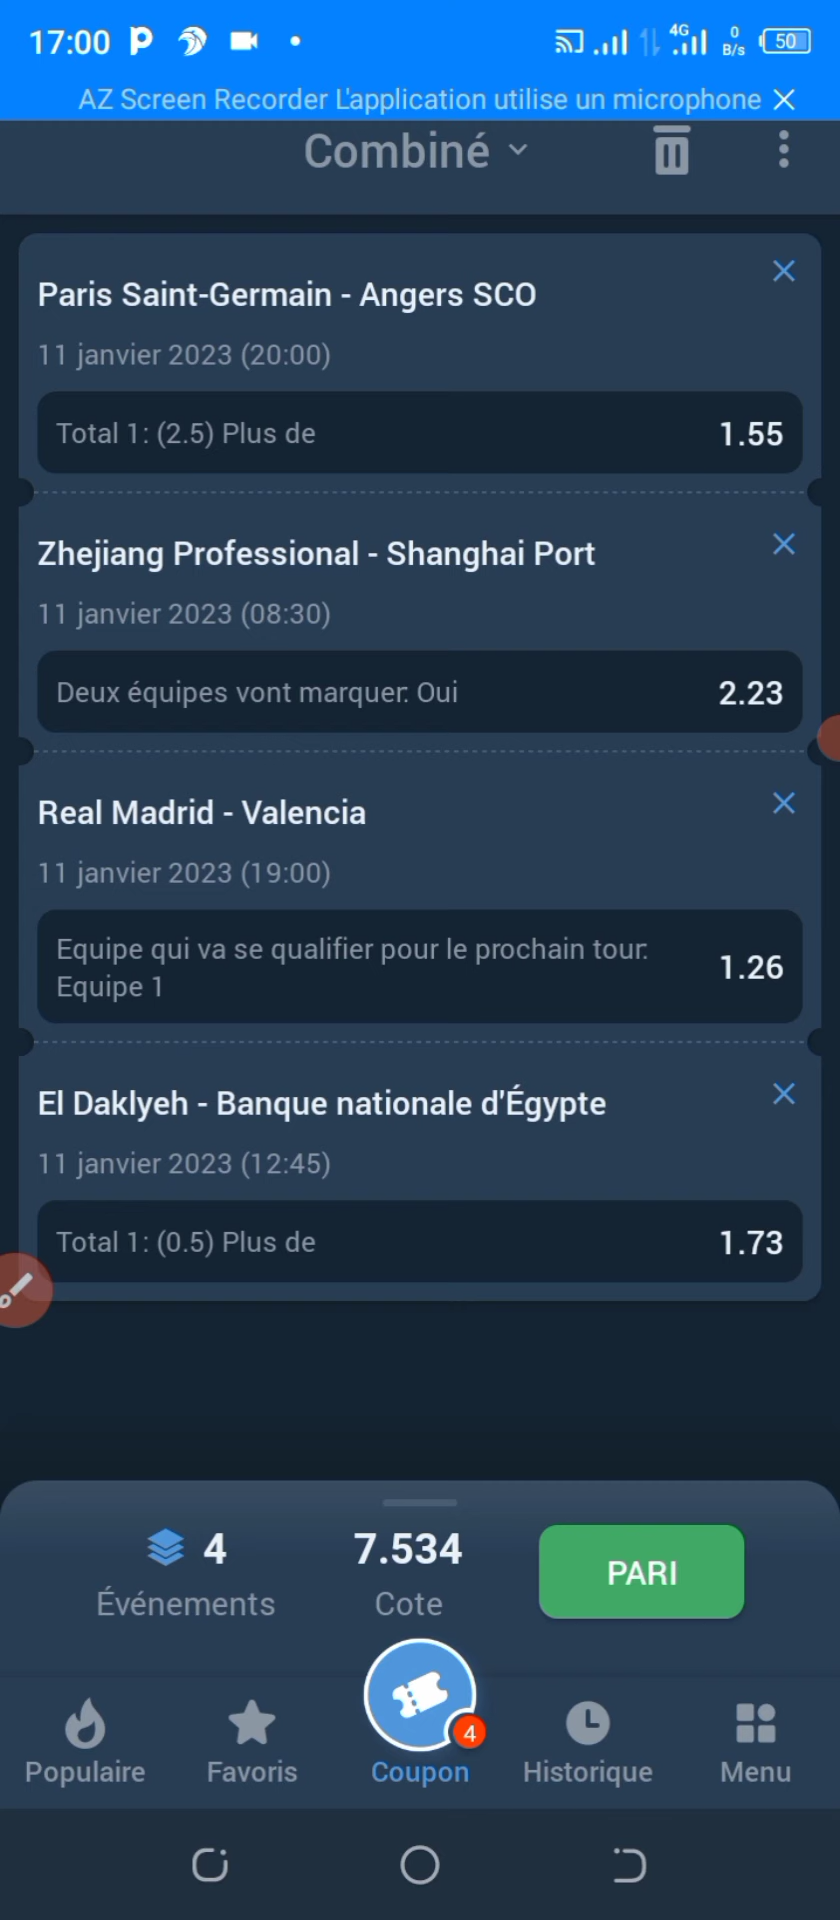 17:00
4G
0
B/s
50
AZ Screen Recorder L'application utilise un microphone
Combiné
Paris Saint-Germain - Angers SCO
11 janvier 2023 (20:00)
Total 1: (2.5) Plus de
1.55
Zhejiang Professional - Shanghai Port
11 janvier 2023 (08:30)
Deux équipes vont marquer: Oui
2.23
Real Madrid - Valencia
11 janvier 2023 (19:00)
Equipe qui va se qualifier pour le prochain tour:
Equipe 1
1.26
El Daklyeh - Banque nationale d'Égypte
11 janvier 2023 (12:45)
Total 1: (0.5) Plus de
1.73
4
Événements
7.534
Cote
PARI
Populaire
Favoris
4
Coupon
Historique
Menu